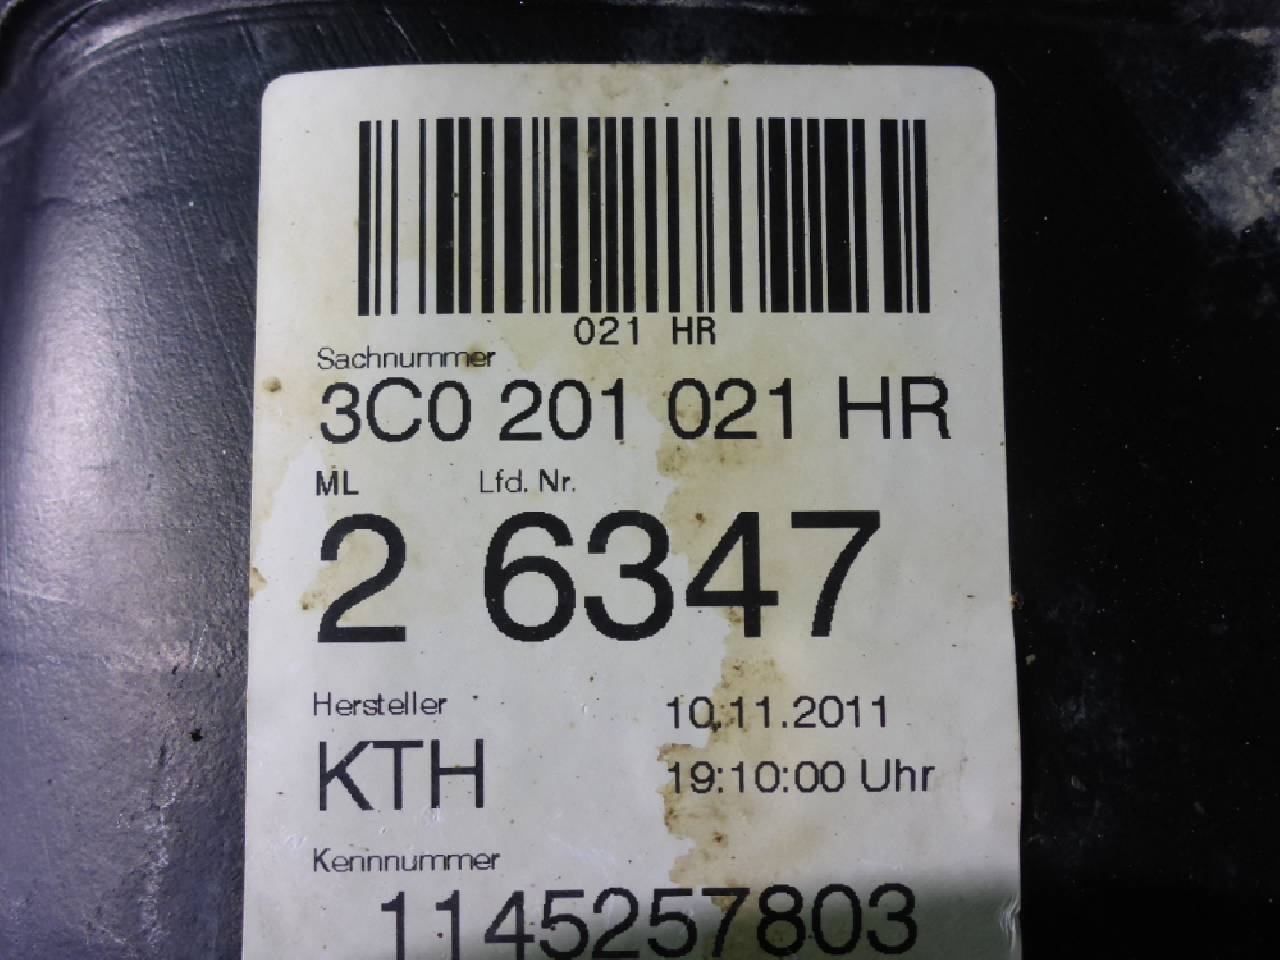 021 HR
Sachnummer
3C0 201 021 HR
ML Lfd. Nr.
2 6347
Hersteller 10.11.2011
KTH 19:10:00 Uhr
Kennnummer
1145257803